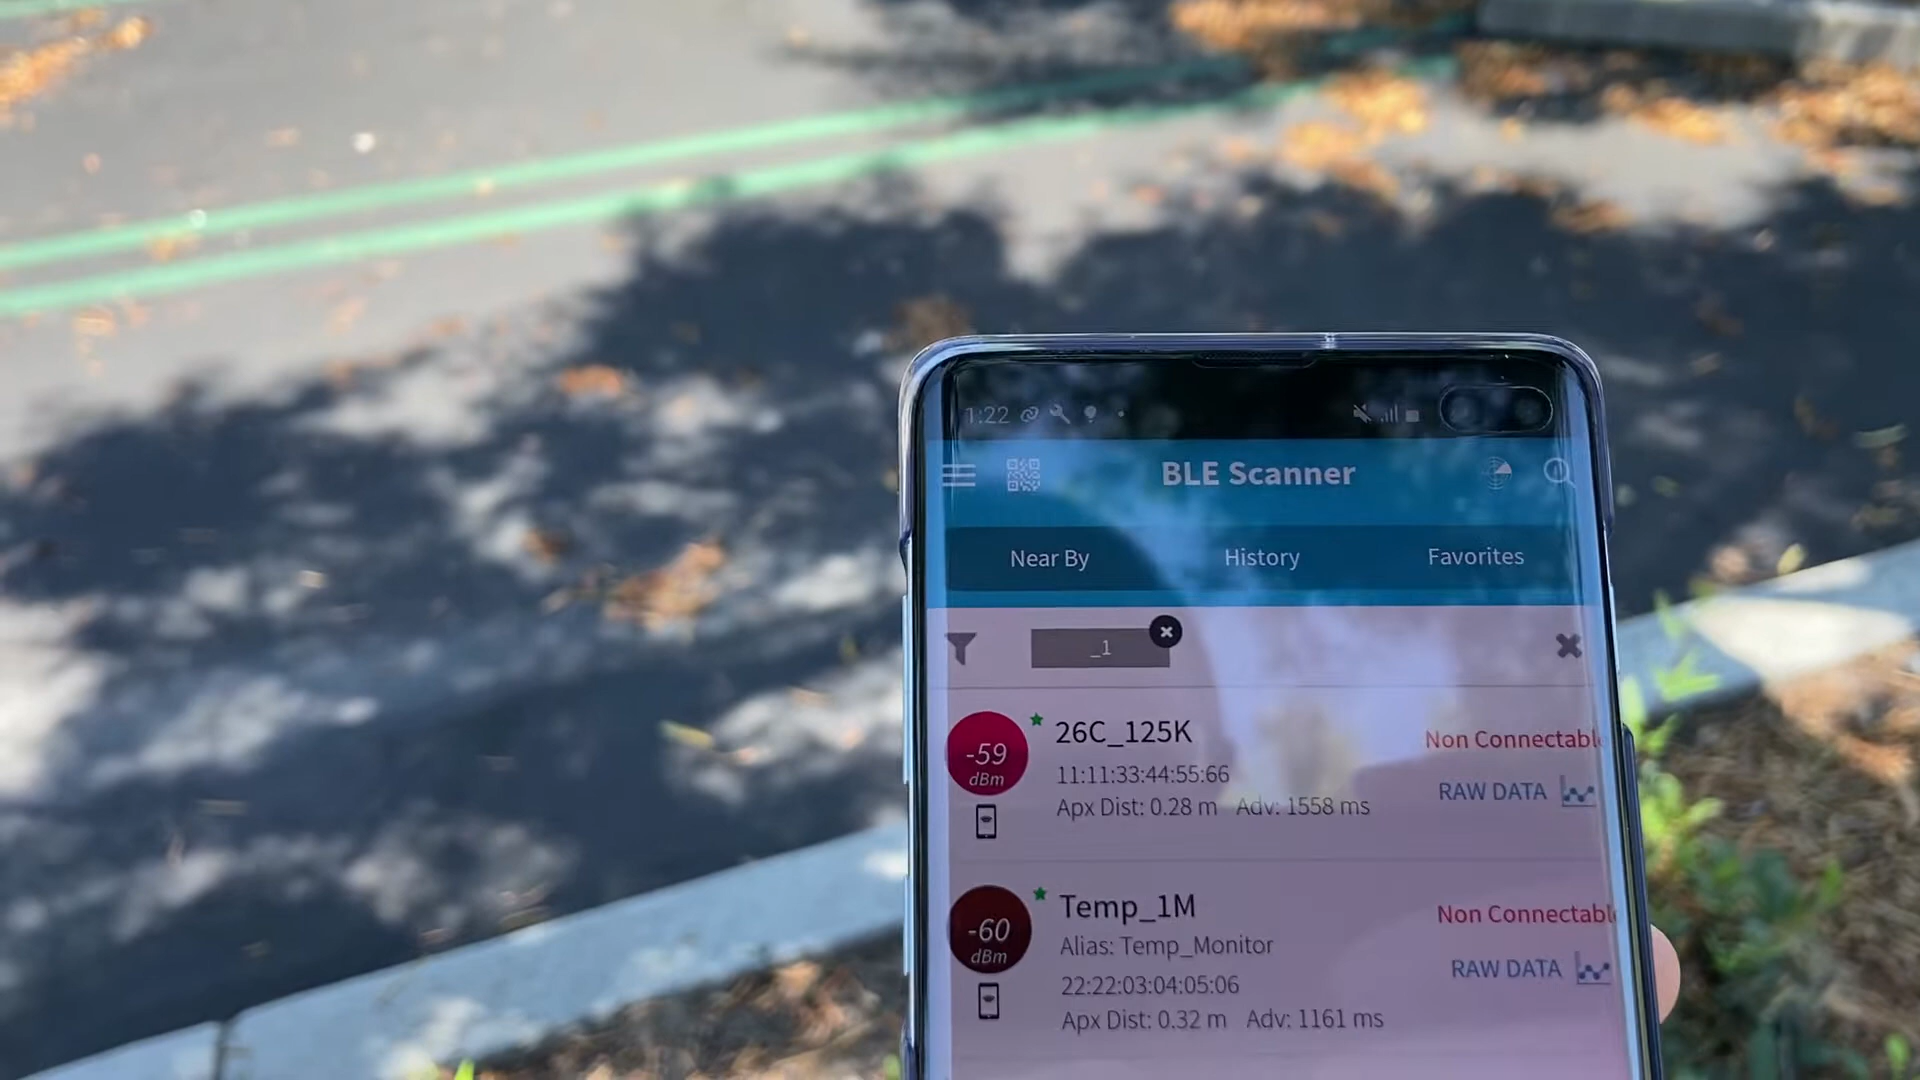 1:22
BLE Scanner
Near By History Favorites
_1
-59 dBm
26C_125K
Non Connectabl
11:11:33:44:55:66
RAW DATA
Apx Dist: 0.28 m Adv: 1558 ms
-60 dBm
Temp_1M
Non Connectabl
Alias: Temp_Monitor
RAW DATA
22:22:03:04:05:06
Apx Dist: 0.32 m Adv: 1161 ms